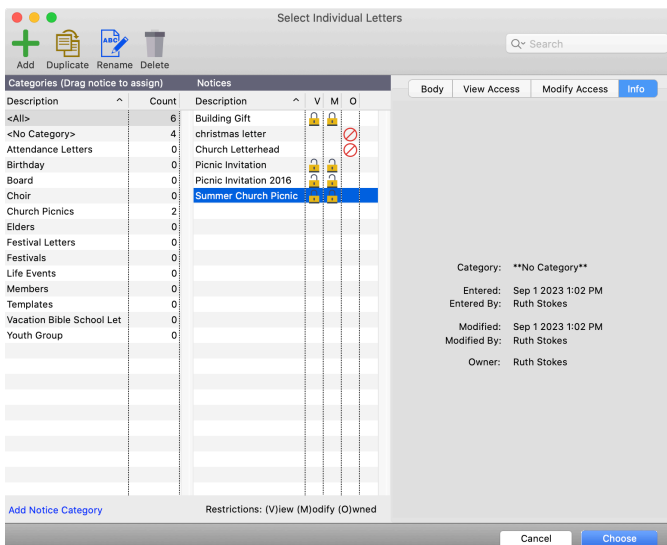 Select Individual Letters
Add Duplicate Rename Delete
ABC
Search
Categories (Drag notice to assign) Notices
Description Count Description V M O
<All> 6 Building Gift
<No Category> 4 christmas letter
Attendance Letters 0 Church Letterhead
Birthday 0 Picnic Invitation
Board 0 Picnic Invitation 2016
Choir 0 Summer Church Picnic
Church Picnics 2
Elders 0
Festival Letters 0
Festivals 0
Life Events 0
Members 0
Templates 0
Vacation Bible School Let 0
Youth Group 0
Add Notice Category Restrictions: (V)iew (M)odify (O)wned
Body View Access Modify Access Info
Category: **No Category**
Entered: Sep 1 2023 1:02 PM
Entered By: Ruth Stokes
Modified: Sep 1 2023 1:02 PM
Modified By: Ruth Stokes
Owner: Ruth Stokes
Cancel Choose